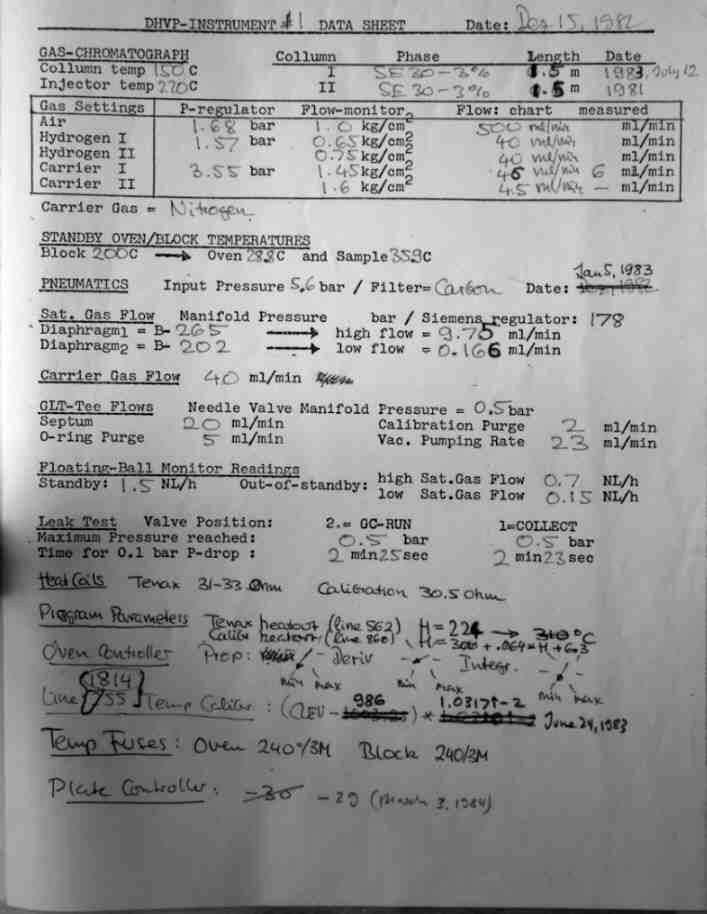 DHVP-INSTRUMENT #1 DATA SHEET Date: Dez 15, 1982
GAS-CHROMATOGRAPH Collumn Phase Length Date
Collumn temp 150 C I SE 30-3% 1.5 m 1983, July 12
Injector temp 220 C II SE 30-3% 1.5 m 1981
Gas Settings P-regulator Flow-monitor Flow: chart measured
Air 1.68 bar 1.0 kg/cm2 500 ml/min ml/min
Hydrogen I 1.57 bar 0.65 kg/cm2 40 ml/min ml/min
Hydrogen II 0.75 kg/cm2 40 ml/min ml/min
Carrier I 3.55 bar 1.45 kg/cm2 ml/min 6 ml/min
Carrier II 1.6 kg/cm2 4.5 ml/min — ml/min
Carrier Gas = Nitrogen
STANDBY OVEN/BLOCK TEMPERATURES
Block 200C → Oven 288C and Sample 359C
Jan 5, 1983
PNEUMATICS Input Pressure 5,6 bar / Filter= Carbon Date:
Sat. Gas Flow Manifold Pressure bar / Siemens regulator: 178
Diaphragm1 = B- 265 → high flow = 9.75 ml/min
Diaphragm2 = B- 202 → low flow = 0.166 ml/min
Carrier Gas Flow 40 ml/min
GLT-Tee Flows Needle Valve Manifold Pressure = 0,5 bar
Septum 20 ml/min Calibration Purge 2 ml/min
O-ring Purge 5 ml/min Vac. Pumping Rate 23 ml/min
Floating-Ball Monitor Readings
Standby: 1.5 NL/h Out-of-standby: high Sat.Gas Flow 0.7 NL/h
low Sat.Gas Flow 0.15 NL/h
Leak Test Valve Position: 2.= GC-RUN 1=COLLECT
Maximum Pressure reached: 0.5 bar 0.5 bar
Time for 0.1 bar P-drop : 2 min 25 sec 2 min 23 sec
Heat Coils Tenax 31-33 Ohm Calibration 30.5 Ohm
Program Parameters Tenax heatout (line 562) H = 224 → 310°C
Calibr heatout (line 860) H = 300 + .064 * H + 6.3
Oven Controller Prop: Deriv Integr.
min max min max min max
1814
Line 755 Temp Calibr : (LEV - 986) * 1.0317↑-2 June 24, 1983
Temp Fuses : Oven 240°/3M Block 240/3M
Plate Controller : -30 -29 (March 3, 1984)